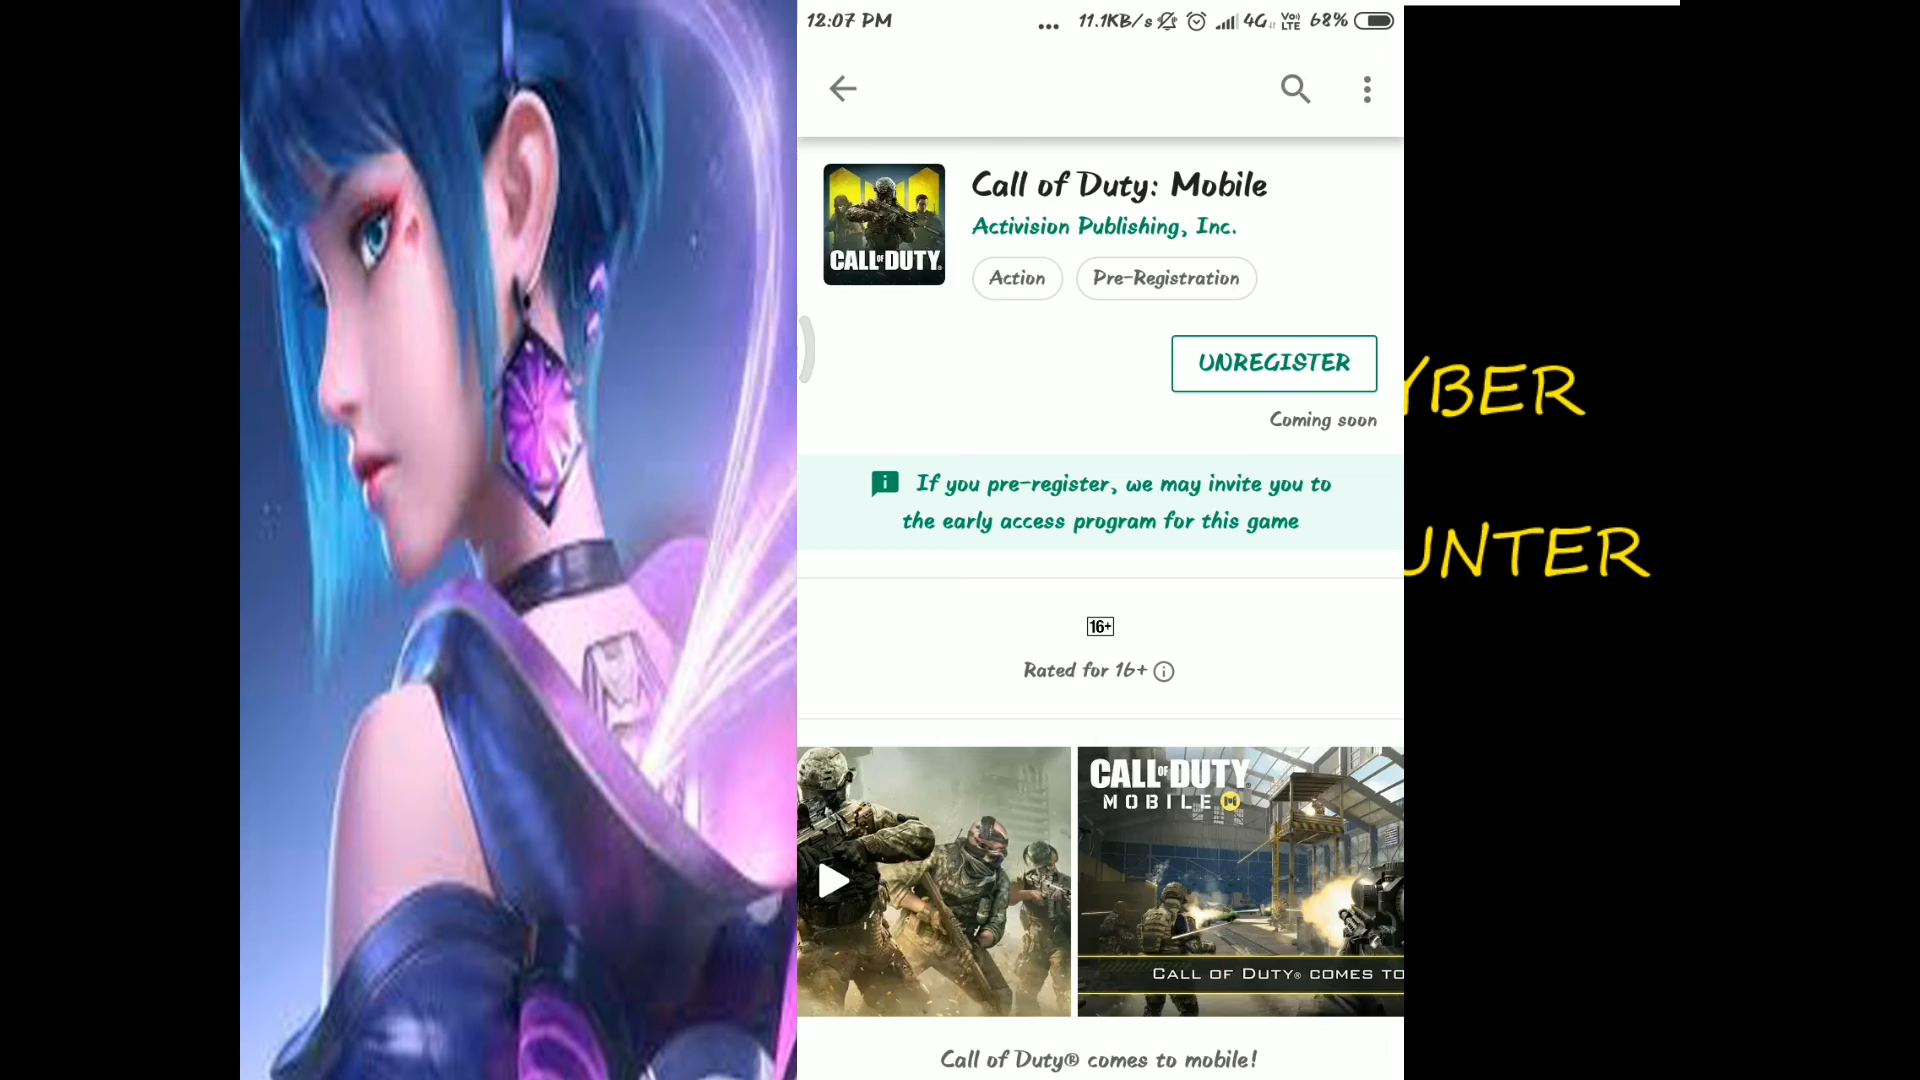 12:07 PM ... 11.1KB/s 4G VoLTE 68%
Call of Duty: Mobile
Activision Publishing, Inc.
Action Pre-Registration
CALL OF DUTY
UNREGISTER
Coming soon
YBER
If you pre-register, we may invite you to
the early access program for this game
UNTER
16+
Rated for 16+
CALL OF DUTY
MOBILE
CALL OF DUTY® COMES TO
Call of Duty® comes to mobile!